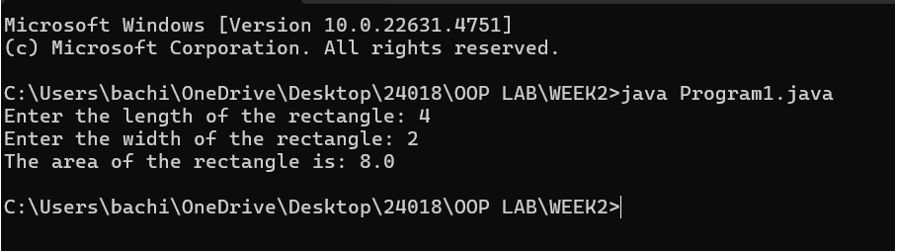 Microsoft Windows [Version 10.0.22631.4751]
(c) Microsoft Corporation. All rights reserved.
C:\Users\bachi\OneDrive\Desktop\24018\OOP LAB\WEEK2>java Program1.java
Enter the length of the rectangle: 4
Enter the width of the rectangle: 2
The area of the rectangle is: 8.0
C:\Users\bachi\OneDrive\Desktop\24018\OOP LAB\WEEK2>